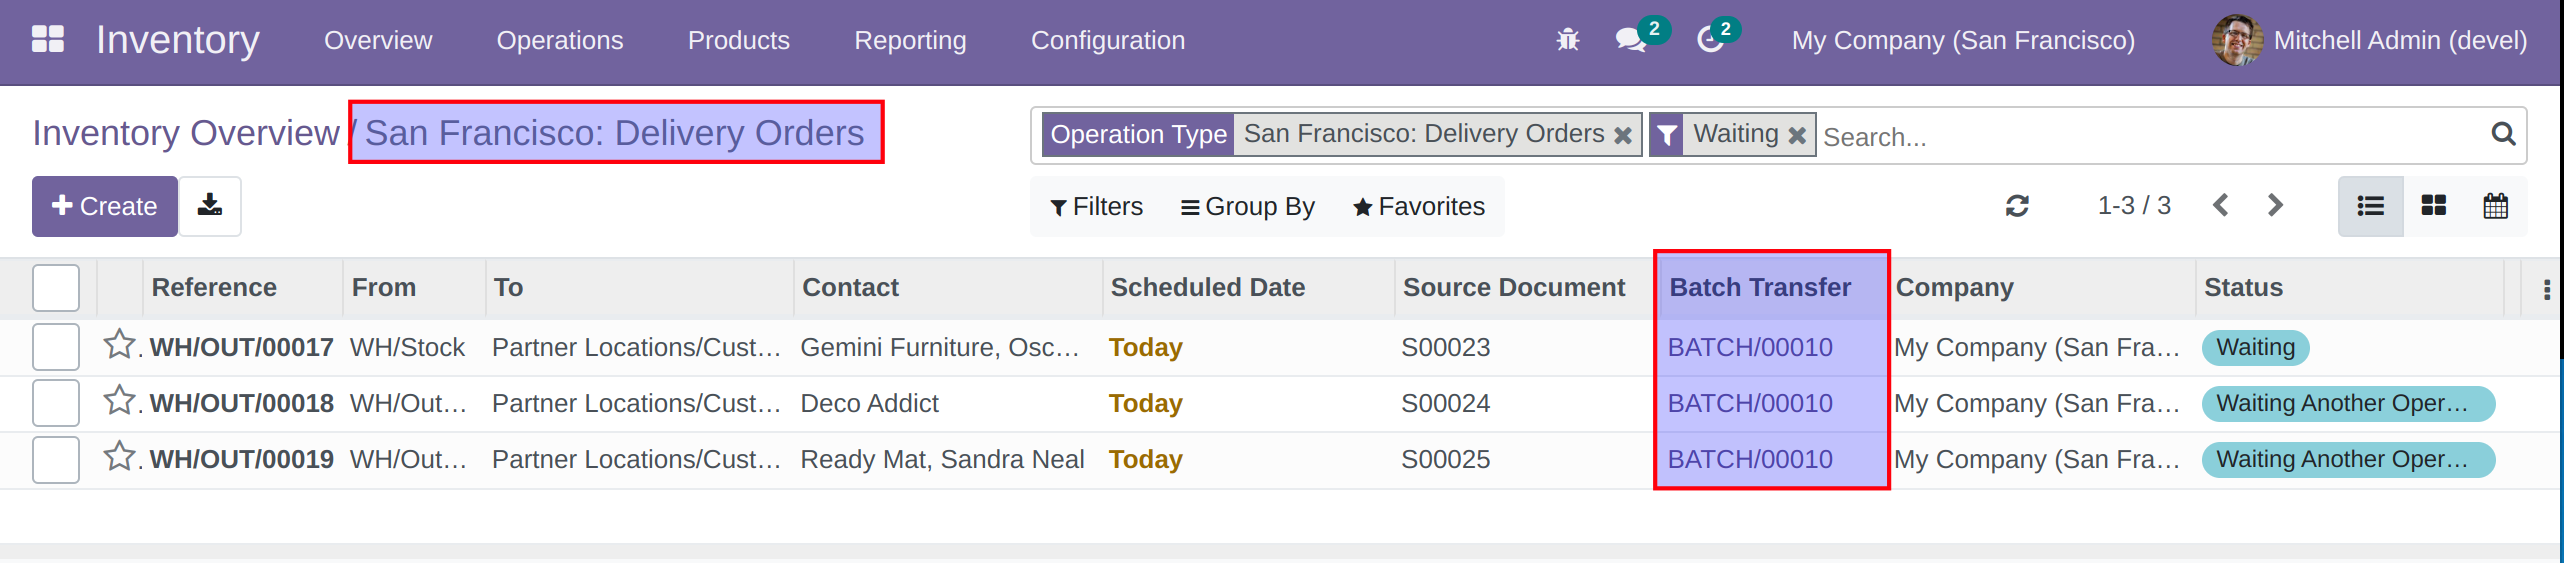 Inventory Overview Operations Products Reporting Configuration 2 2 My Company (San Francisco) Mitchell Admin (devel)
Inventory Overview / San Francisco: Delivery Orders
Operation Type San Francisco: Delivery Orders Waiting Search...
Create Filters Group By Favorites 1-3 / 3
Reference From To Contact Scheduled Date Source Document Batch Transfer Company Status
WH/OUT/00017 WH/Stock Partner Locations/Cust... Gemini Furniture, Osc... Today S00023 BATCH/00010 My Company (San Fra... Waiting
WH/OUT/00018 WH/Out... Partner Locations/Cust... Deco Addict Today S00024 BATCH/00010 My Company (San Fra... Waiting Another Oper...
WH/OUT/00019 WH/Out... Partner Locations/Cust... Ready Mat, Sandra Neal Today S00025 BATCH/00010 My Company (San Fra... Waiting Another Oper...